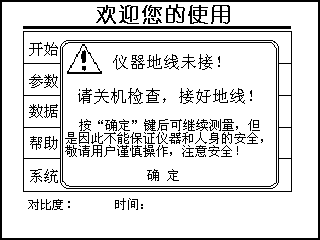 欢迎您的使用
开始
参数
数据
帮助
系统
仪器地线未接！
请关机检查，接好地线！
按“确定”键后可继续测量，但
是因此不能保证仪器和人身的安全，
敬请用户谨慎操作，注意安全！
确 定
对比度： 时间：